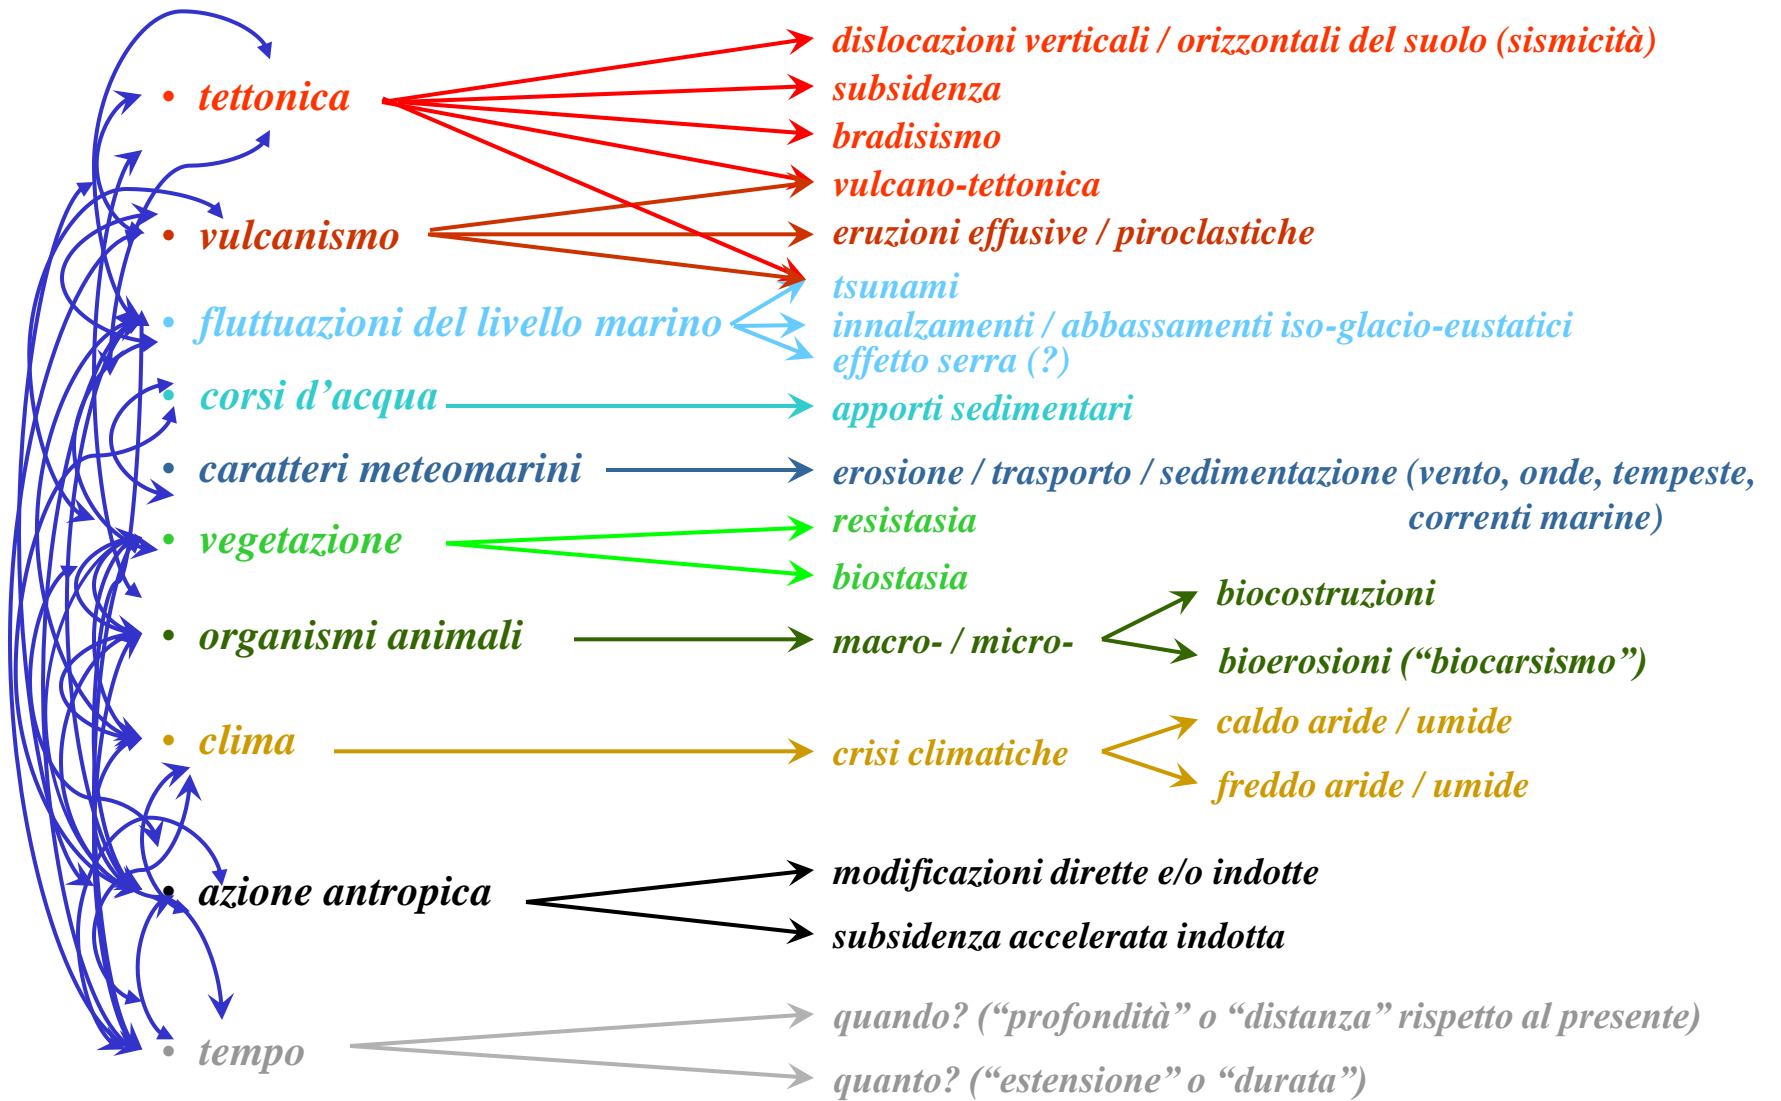 dislocazioni verticali / orizzontali del suolo (sismicità)
• tettonica
subsidenza
bradisismo
vulcano-tettonica
• vulcanismo
eruzioni effusive / piroclastiche
tsunami
• fluttuazioni del livello marino
innalzamenti / abbassamenti iso-glacio-eustatici
effetto serra (?)
• corsi d’acqua
apporti sedimentari
• caratteri meteomarini
erosione / trasporto / sedimentazione (vento, onde, tempeste,
correnti marine)
• vegetazione
resistasia
biostasia
• organismi animali
macro- / micro-
biocostruzioni
bioerosioni (“biocarsismo”)
• clima
crisi climatiche
caldo aride / umide
freddo aride / umide
• azione antropica
modificazioni dirette e/o indotte
subsidenza accelerata indotta
• tempo
quando? (“profondità” o “distanza” rispetto al presente)
quanto? (“estensione” o “durata”)